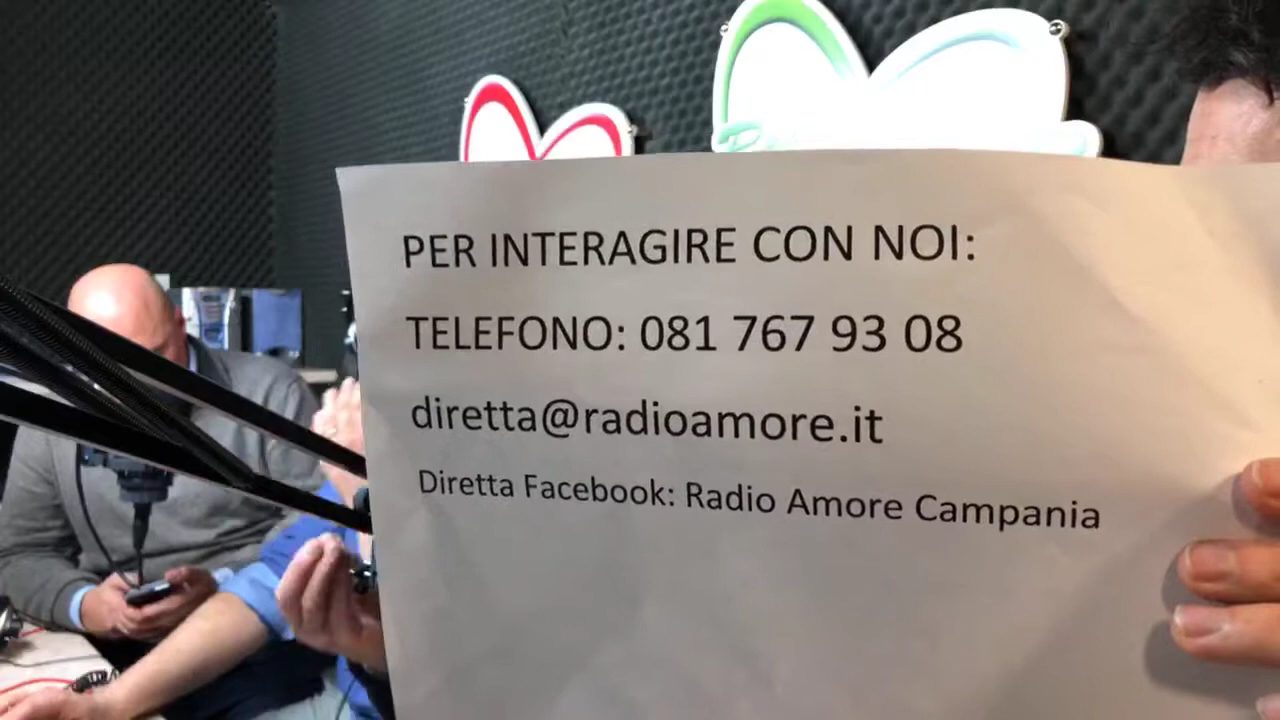 PER INTERAGIRE CON NOI:
TELEFONO: 081 767 93 08
diretta@radioamore.it
Diretta Facebook: Radio Amore Campania